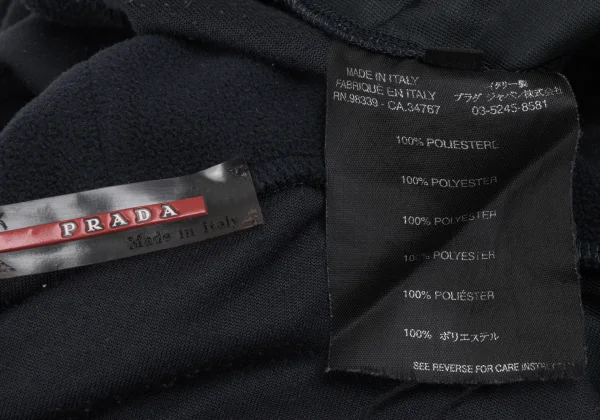 PRADA
Made in Italy
MADE IN ITALY
FABRIQUE EN ITALY
RN.98339 - CA.34767
イタリー製
プラダ ジャパン株式会社
03-5245-8581
100% POLIESTERE
100% POLYESTER
100% POLYESTER
100% POLYESTER
100% POLIÉSTER
100% ポリエステル
SEE REVERSE FOR CARE